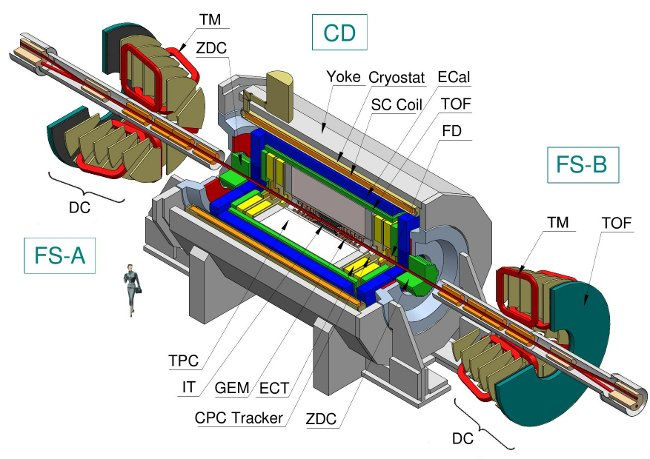 TM
CD
ZDC
Yoke
Cryostat
ECal
SC Coil
TOF
FD
FS-B
DC
TM
TOF
FS-A
TPC
IT
GEM
ECT
CPC Tracker
ZDC
DC